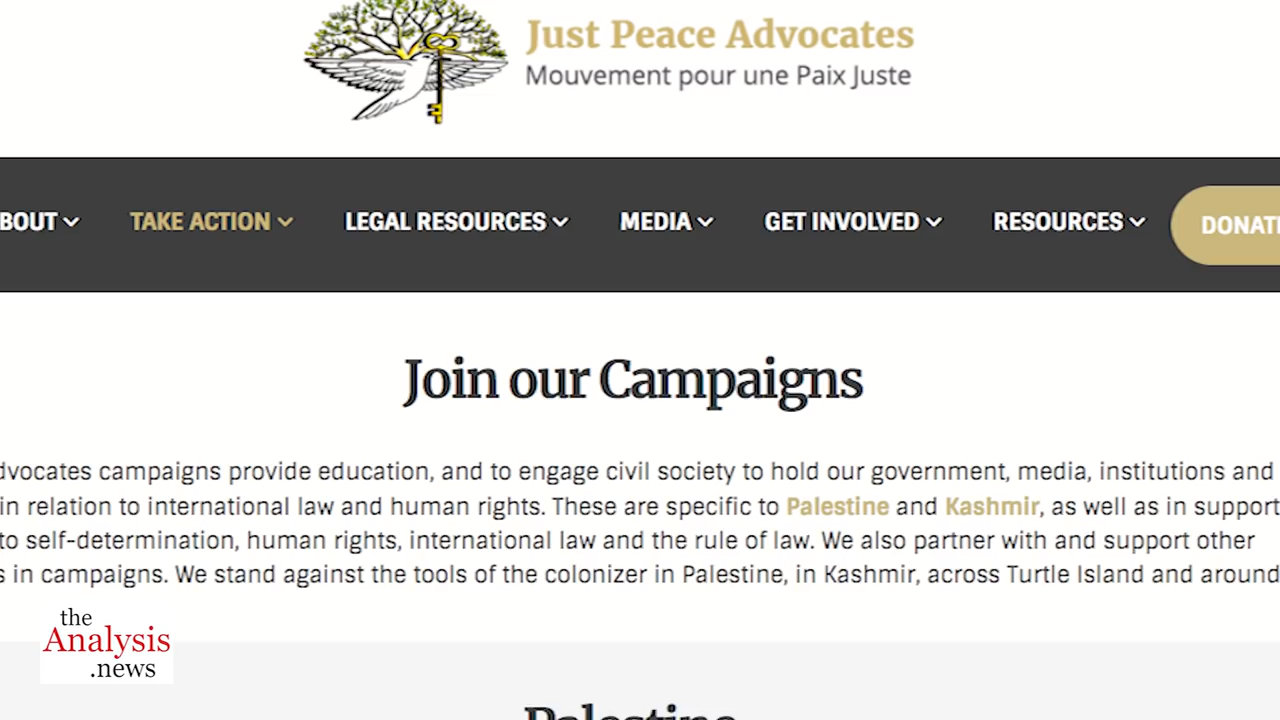 Just Peace Advocates
Mouvement pour une Paix Juste
BOUT TAKE ACTION LEGAL RESOURCES MEDIA GET INVOLVED RESOURCES DONATE
Join our Campaigns
dvocates campaigns provide education, and to engage civil society to hold our government, media, institutions and
in relation to international law and human rights. These are specific to Palestine and Kashmir, as well as in support
to self-determination, human rights, international law and the rule of law. We also partner with and support other
s in campaigns. We stand against the tools of the colonizer in Palestine, in Kashmir, across Turtle Island and around
the
Analysis
.news
Palestine